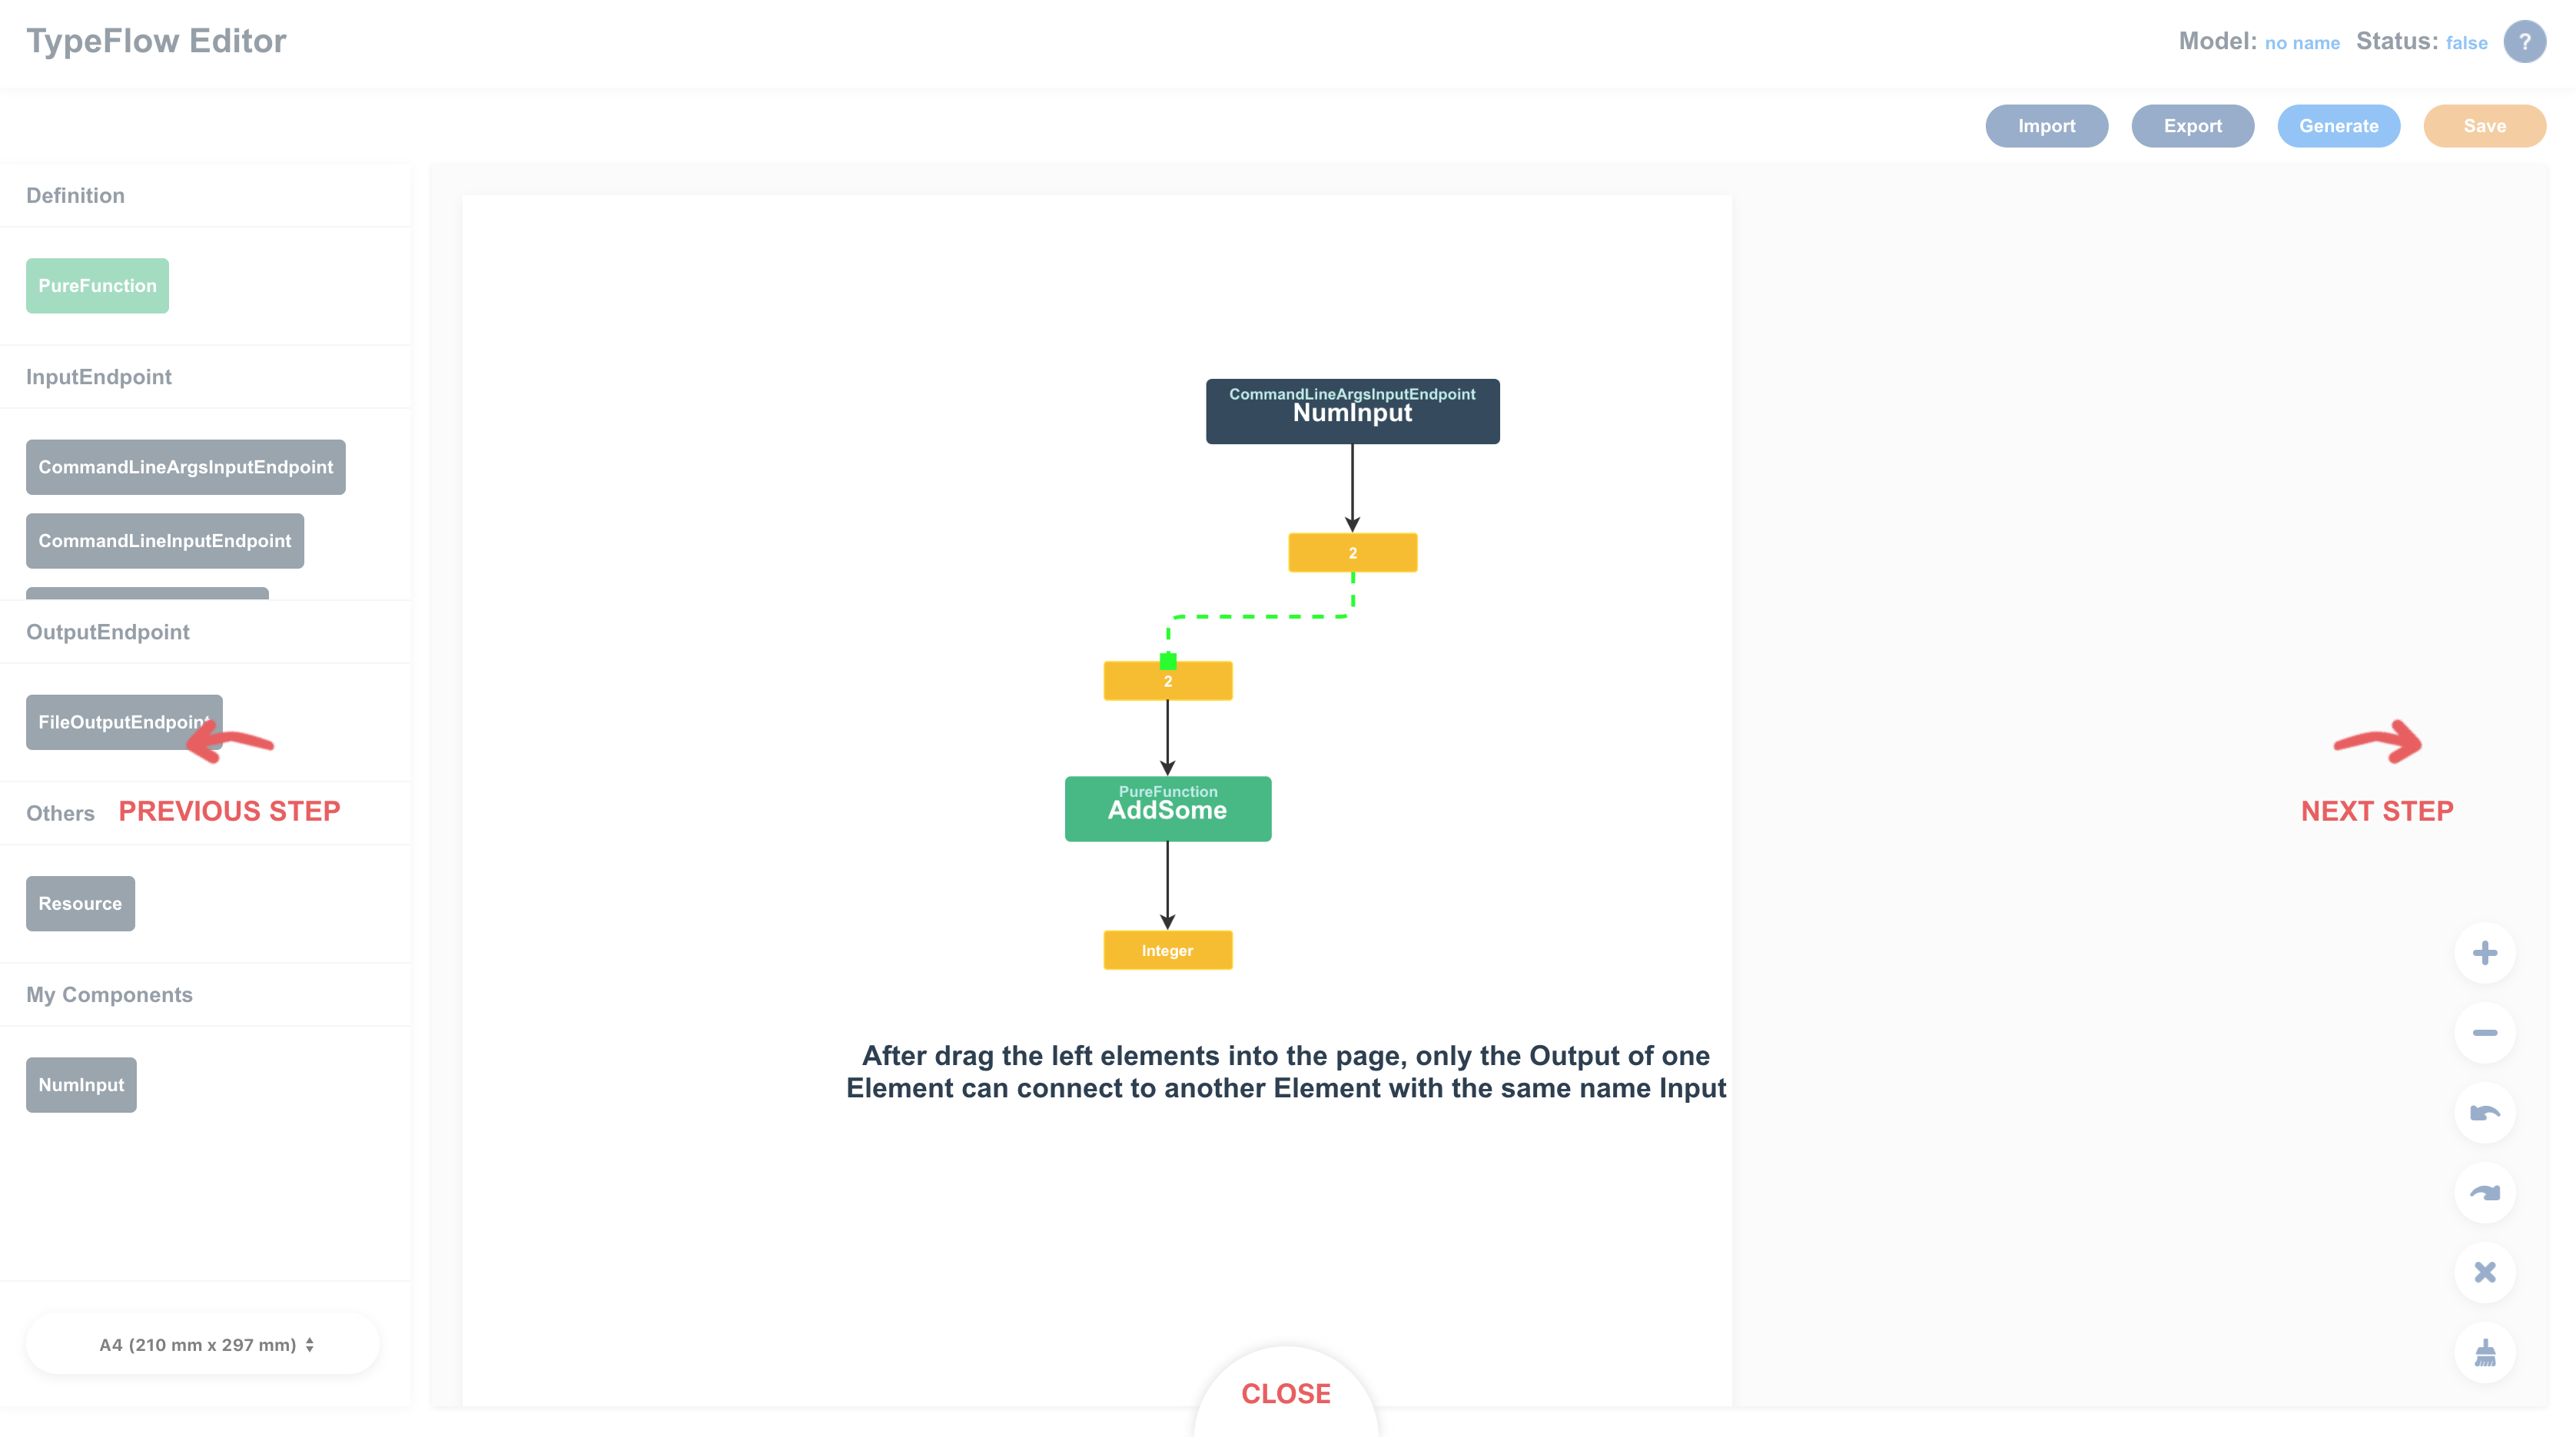 TypeFlow Editor
Model: no name Status: false ?
Import Export Generate Save
Definition
PureFunction
InputEndpoint
CommandLineArgsInputEndpoint
CommandLineInputEndpoint
OutputEndpoint
FileOutputEndpoint
Others
PREVIOUS STEP
Resource
My Components
NumInput
A4 (210 mm x 297 mm)
CommandLineArgsInputEndpoint
NumInput
2
2
PureFunction
AddSome
Integer
After drag the left elements into the page, only the Output of one
Element can connect to another Element with the same name Input
NEXT STEP
CLOSE